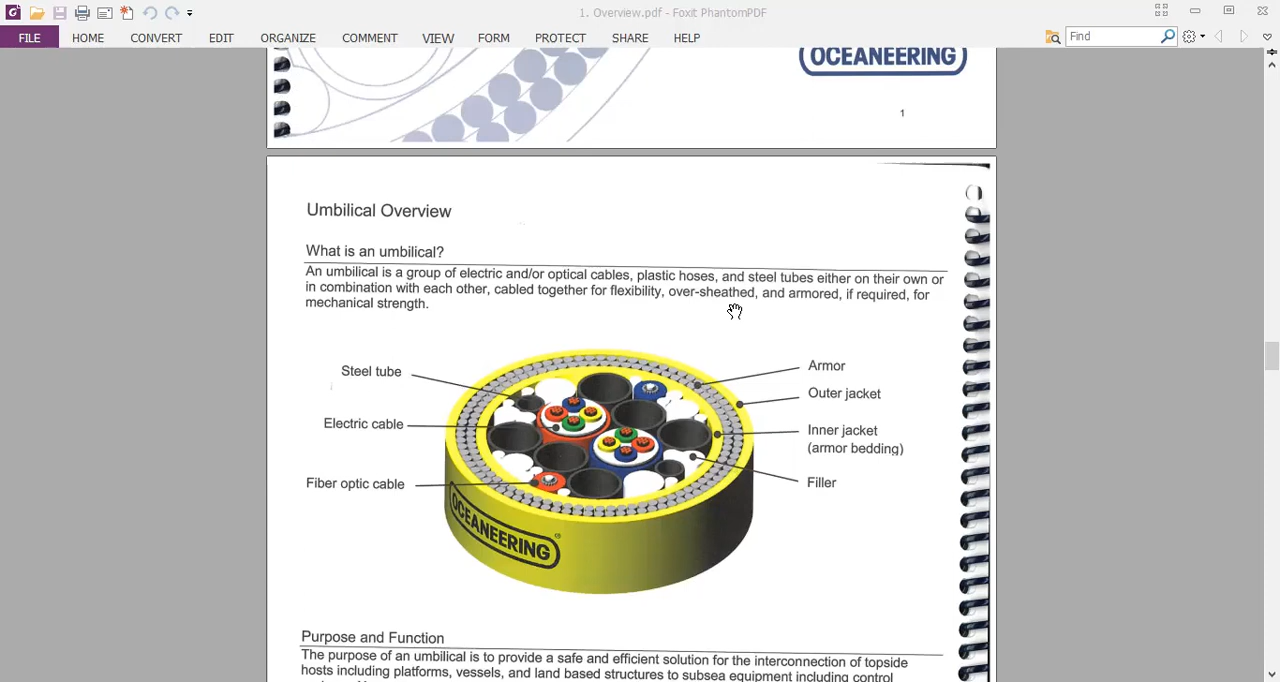 1. Overview.pdf - Foxit PhantomPDF
FILE HOME CONVERT EDIT ORGANIZE COMMENT VIEW FORM PROTECT SHARE HELP Find
OCEANEERING
1
Umbilical Overview
What is an umbilical?
An umbilical is a group of electric and/or optical cables, plastic hoses, and steel tubes either on their own or
in combination with each other, cabled together for flexibility, over-sheathed, and armored, if required, for
mechanical strength.
Steel tube
Armor
Outer jacket
Electric cable
Inner jacket
(armor bedding)
Fiber optic cable
Filler
OCEANEERING®
Purpose and Function
The purpose of an umbilical is to provide a safe and efficient solution for the interconnection of topside
hosts including platforms, vessels, and land based structures to subsea equipment including control